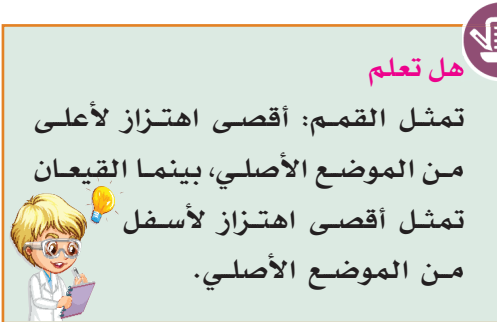 هل تعلم
تمثل القمم: أقصى اهتزاز لأعلى
من الموضع الأصلي، بينما القيعان
تمثل أقصى اهتزاز لأسفل
من الموضع الأصلي.